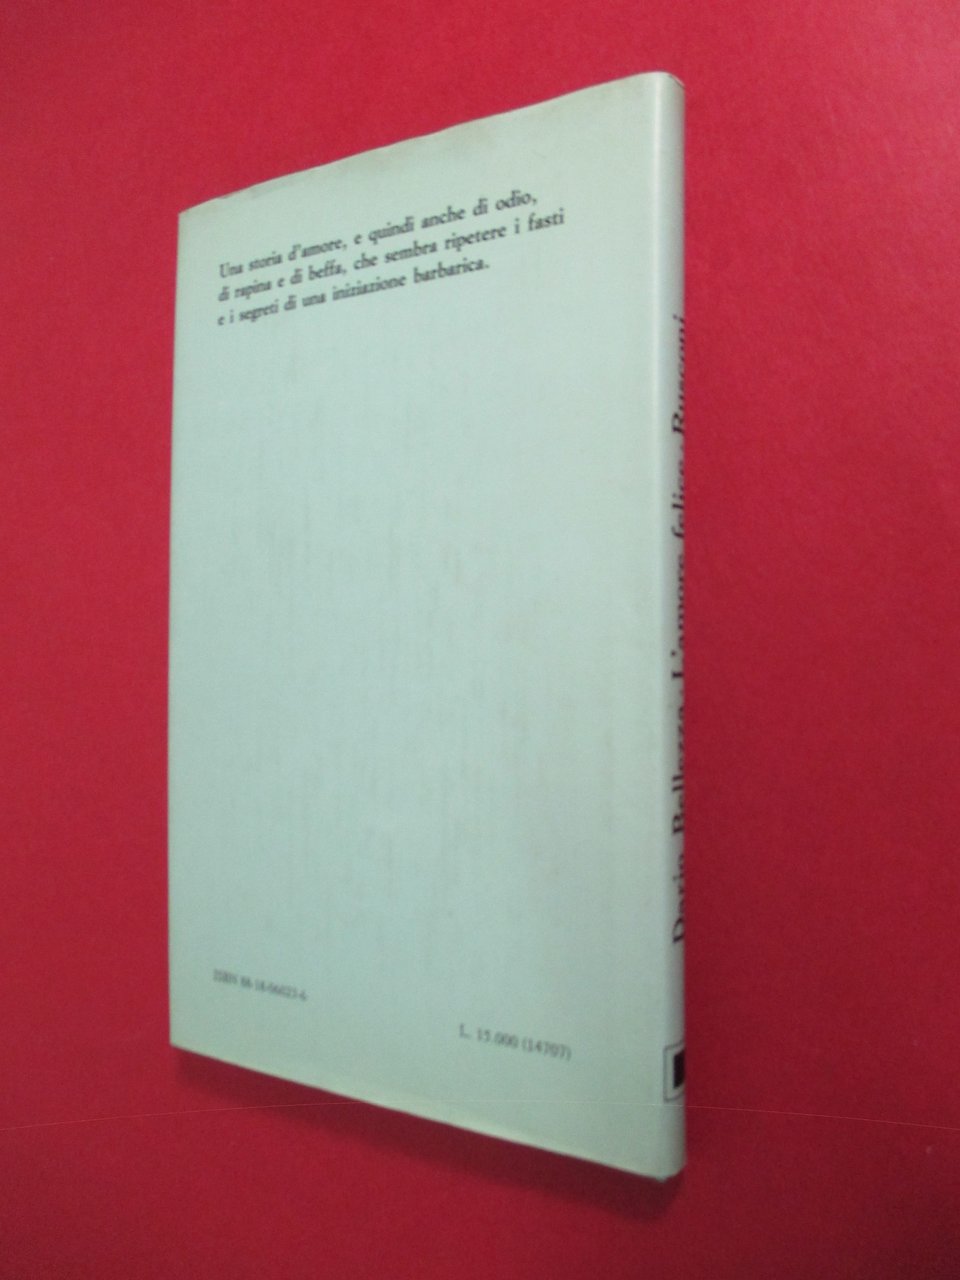 Una storia d'amore, e quindi anche di odio,
di rapina e di beffa, che sembra ripetere i fasti
e i segreti di una iniziazione barbarica.
ISBN 88-18-06023-6
L. 15.000 (14707)
Dario Bellezza L'amore felice Rusconi